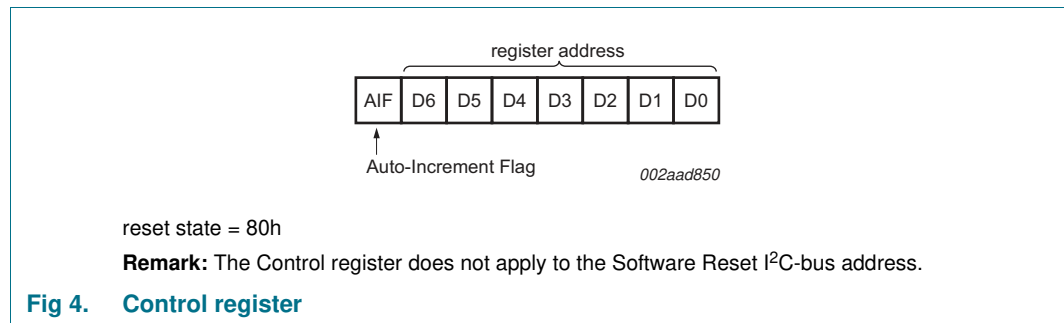 register address
AIF D6 D5 D4 D3 D2 D1 D0
Auto-Increment Flag
002aad850
reset state = 80h
Remark: The Control register does not apply to the Software Reset I²C-bus address.
Fig 4. Control register